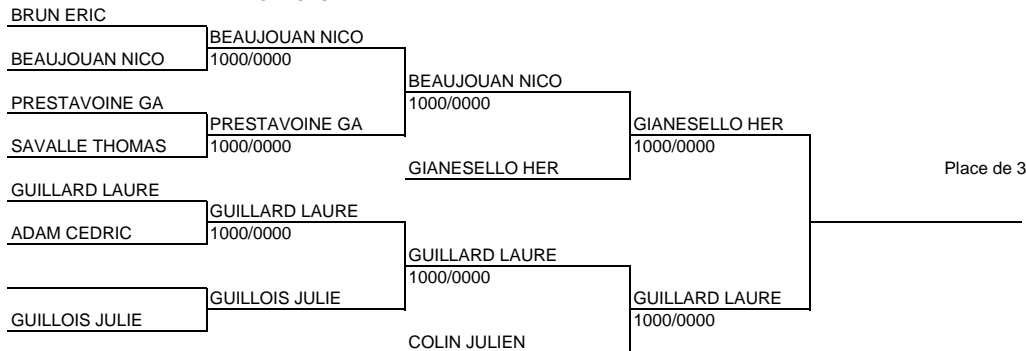 BRUN ERIC
BEAUJOUAN NICO
BEAUJOUAN NICO
1000/0000
BEAUJOUAN NICO
1000/0000
PRESTAVOINE GA
PRESTAVOINE GA
1000/0000
SAVALLE THOMAS
GIANESELLO HER
GIANESELLO HER
1000/0000
Place de 3
GUILLARD LAURE
GUILLARD LAURE
1000/0000
ADAM CEDRIC
GUILLARD LAURE
1000/0000
GUILLOIS JULIE
GUILLOIS JULIE
GUILLARD LAURE
1000/0000
COLIN JULIEN